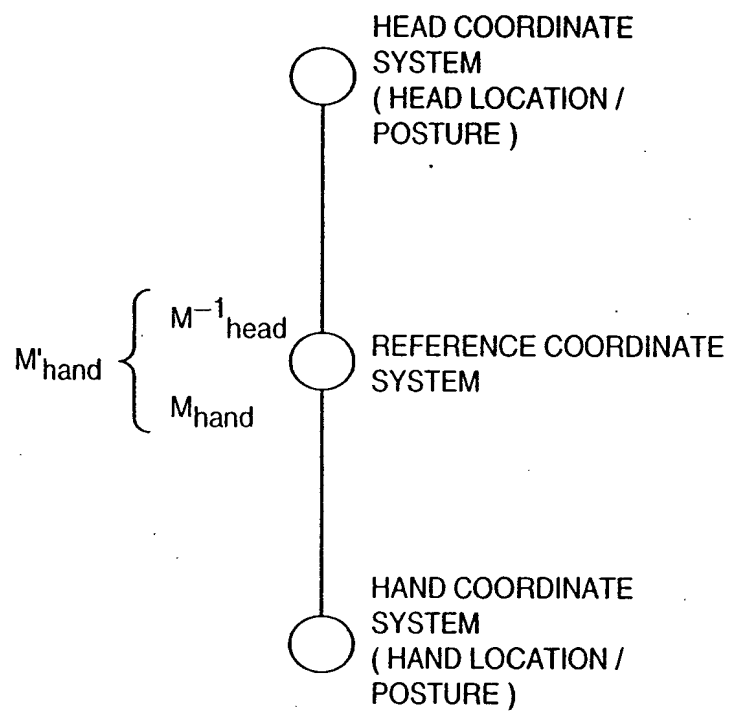 HEAD COORDINATE
SYSTEM
( HEAD LOCATION /
POSTURE )
M⁻¹head
M'hand
Mhand
REFERENCE COORDINATE
SYSTEM
HAND COORDINATE
SYSTEM
( HAND LOCATION /
POSTURE )